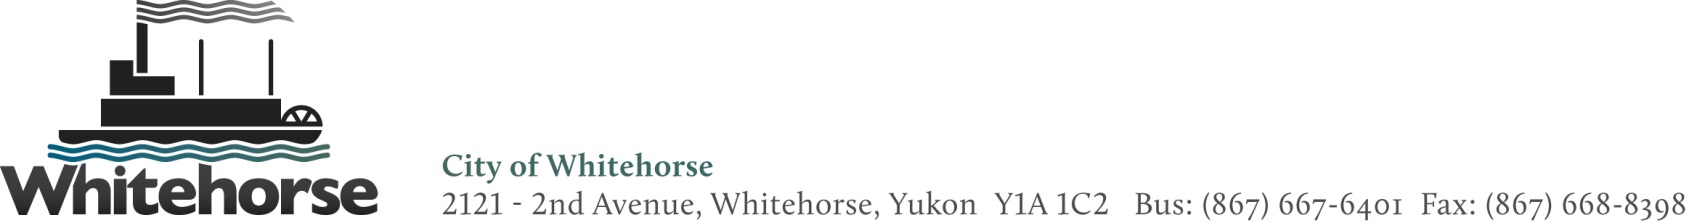 Whitehorse
City of Whitehorse
2121 - 2nd Avenue, Whitehorse, Yukon  Y1A 1C2   Bus: (867) 667-6401  Fax: (867) 668-8398